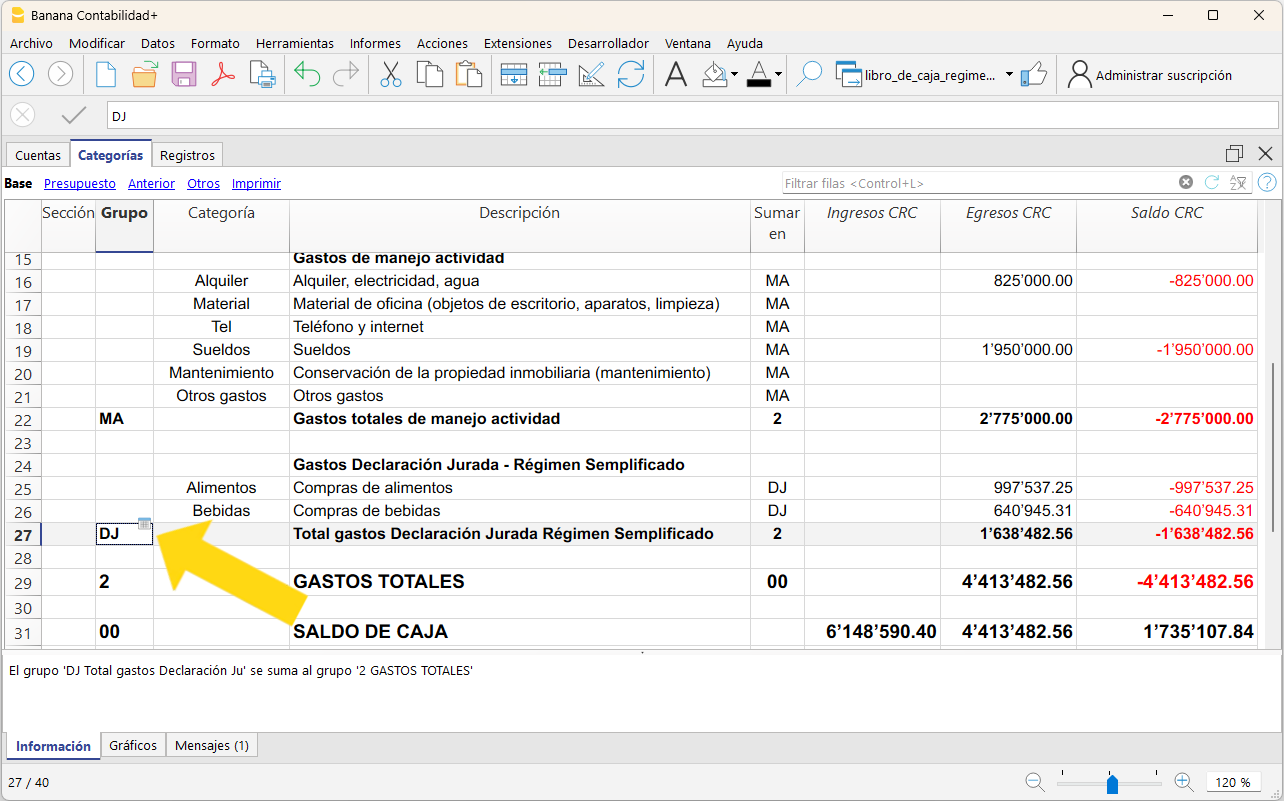 Banana Contabilidad+
Archivo Modificar Datos Formato Herramientas Informes Acciones Extensiones Desarrollador Ventana Ayuda
libro_de_caja_regime... Administrar suscripción
DJ
Cuentas Categorías Registros
Base Presupuesto Anterior Otros Imprimir Filtrar filas <Control+L>
Sección Grupo Categoría Descripción Sumar en Ingresos CRC Egresos CRC Saldo CRC
15 Gastos de manejo actividad
16 Alquiler Alquiler, electricidad, agua MA 825’000.00 -825’000.00
17 Material Material de oficina (objetos de escritorio, aparatos, limpieza) MA
18 Tel Teléfono y internet MA
19 Sueldos Sueldos MA 1’950’000.00 -1’950’000.00
20 Mantenimiento Conservación de la propiedad inmobiliaria (mantenimiento) MA
21 Otros gastos Otros gastos MA
22 MA Gastos totales de manejo actividad 2 2’775’000.00 -2’775’000.00
23
24 Gastos Declaración Jurada - Régimen Semplificado
25 Alimentos Compras de alimentos DJ 997’537.25 -997’537.25
26 Bebidas Compras de bebidas DJ 640’945.31 -640’945.31
27 DJ Total gastos Declaración Jurada Régimen Semplificado 2 1’638’482.56 -1’638’482.56
28
29 2 GASTOS TOTALES 00 4’413’482.56 -4’413’482.56
30
31 00 SALDO DE CAJA 6’148’590.40 4’413’482.56 1’735’107.84
El grupo 'DJ Total gastos Declaración Ju' se suma al grupo '2 GASTOS TOTALES'
Información Gráficos Mensajes (1)
27 / 40 120 %